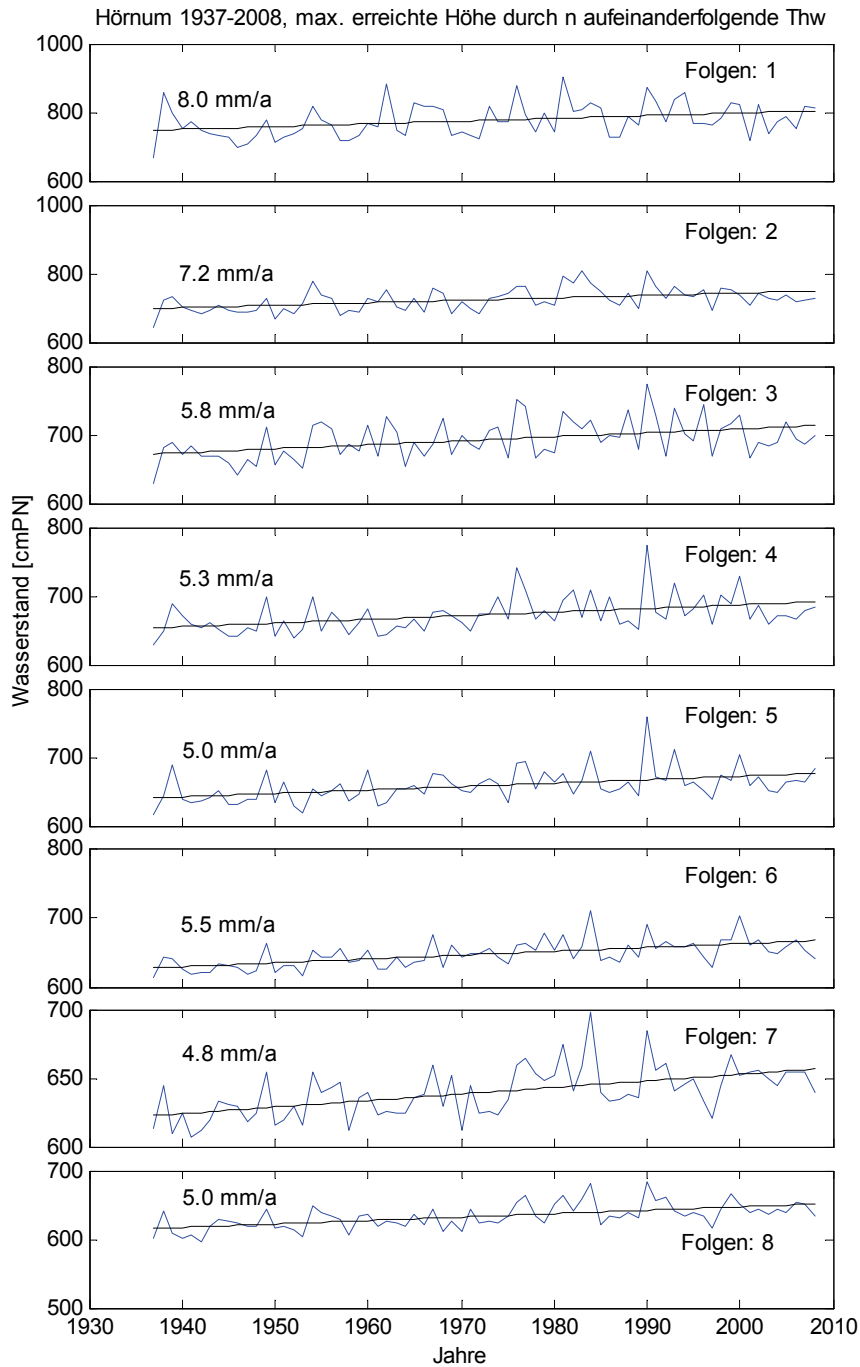 Hörnum 1937-2008, max. erreichte Höhe durch n aufeinanderfolgende Thw
1000
800
600
8.0 mm/a
Folgen: 1
1000
800
600
7.2 mm/a
Folgen: 2
800
700
600
5.8 mm/a
Folgen: 3
800
700
600
5.3 mm/a
Folgen: 4
Wasserstand [cmPN]
800
700
600
5.0 mm/a
Folgen: 5
800
700
600
5.5 mm/a
Folgen: 6
700
650
600
4.8 mm/a
Folgen: 7
700
600
500
5.0 mm/a
Folgen: 8
1930 1940 1950 1960 1970 1980 1990 2000 2010
Jahre